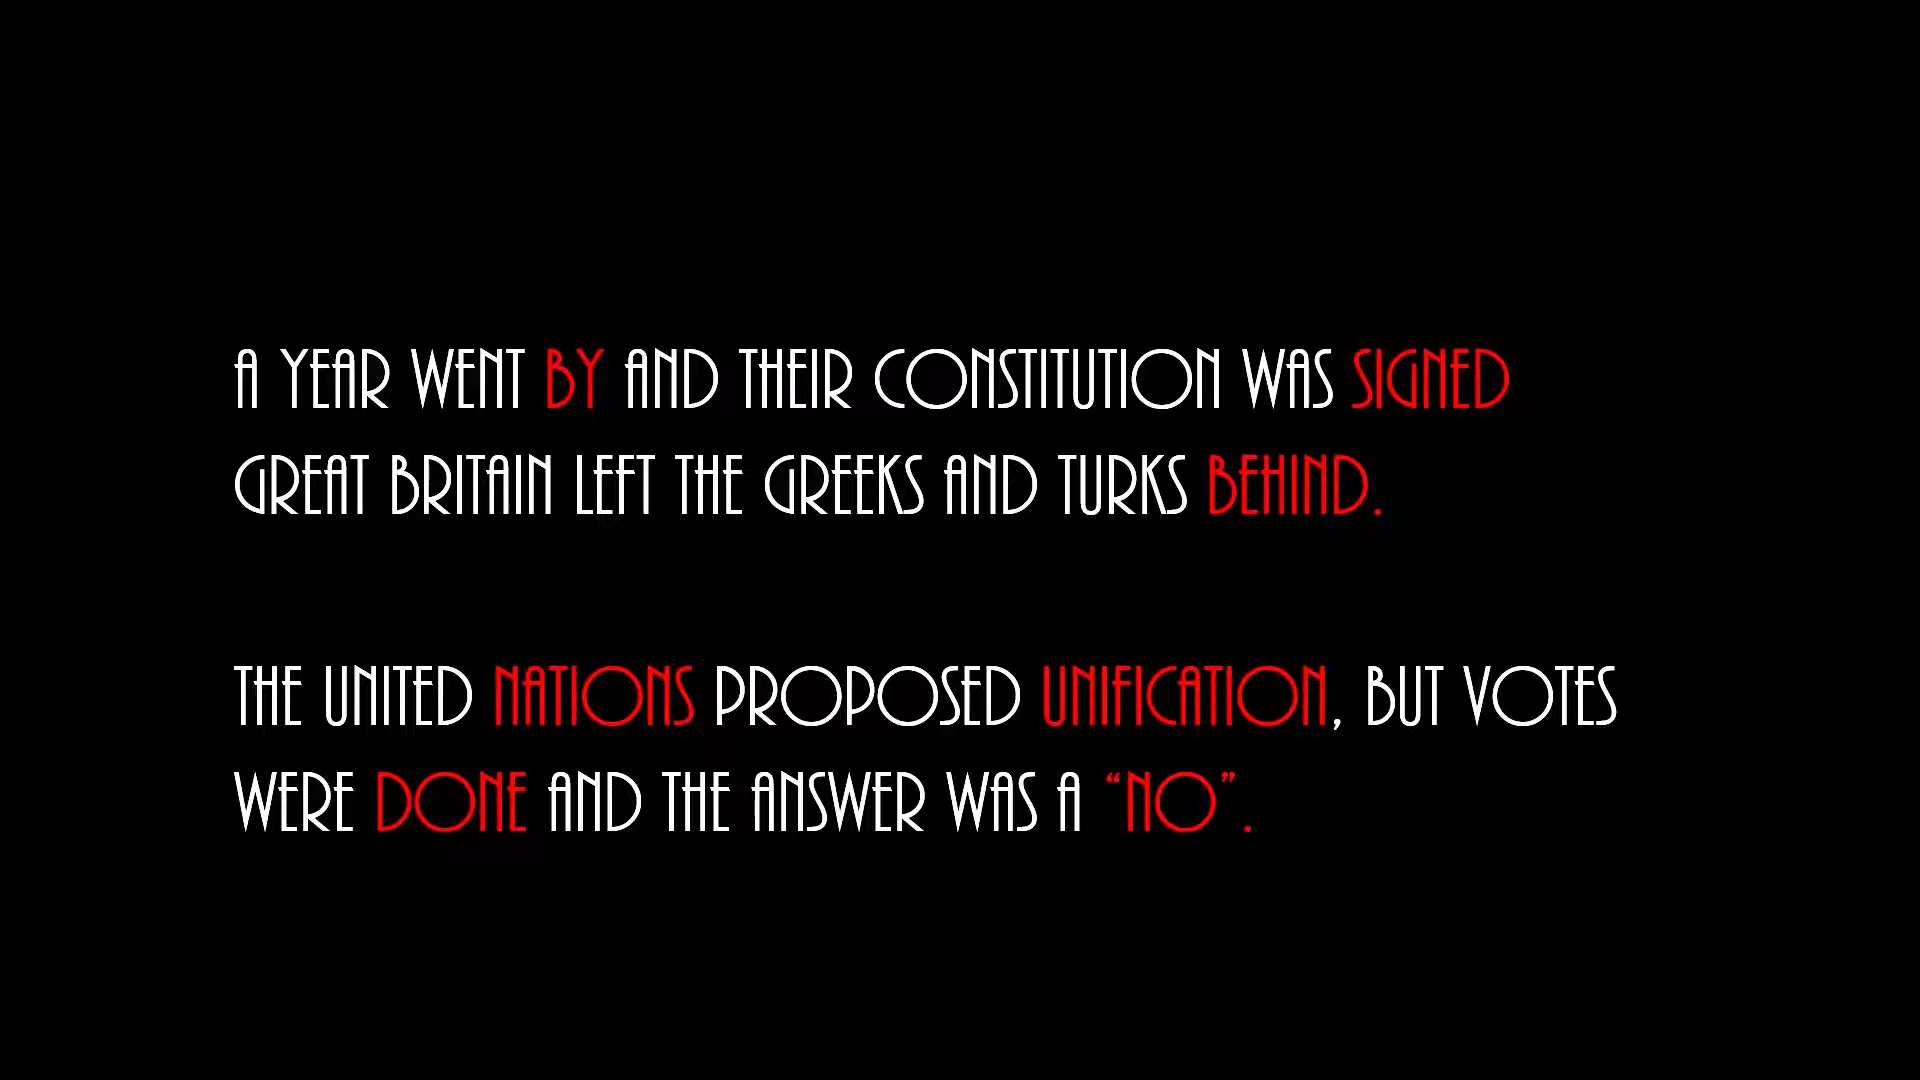 A YEAR WENT BY AND THEIR CONSTITUTION WAS SIGNED
GREAT BRITAIN LEFT THE GREEKS AND TURKS BEHIND.
THE UNITED NATIONS PROPOSED UNIFICATION, BUT VOTES
WERE DONE AND THE ANSWER WAS A “NO”.